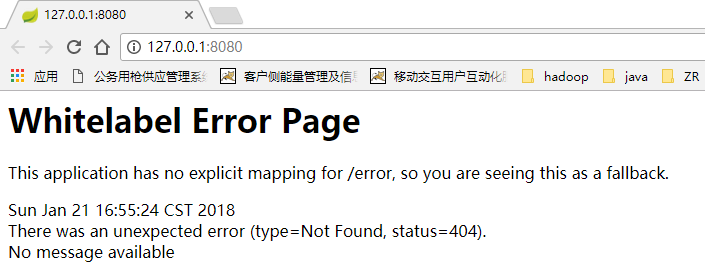 127.0.0.1:8080
127.0.0.1:8080
应用 公务用枪供应管理系 客户侧能量管理及信息 移动交互用户互动化 hadoop java ZR
Whitelabel Error Page
This application has no explicit mapping for /error, so you are seeing this as a fallback.
Sun Jan 21 16:55:24 CST 2018
There was an unexpected error (type=Not Found, status=404).
No message available